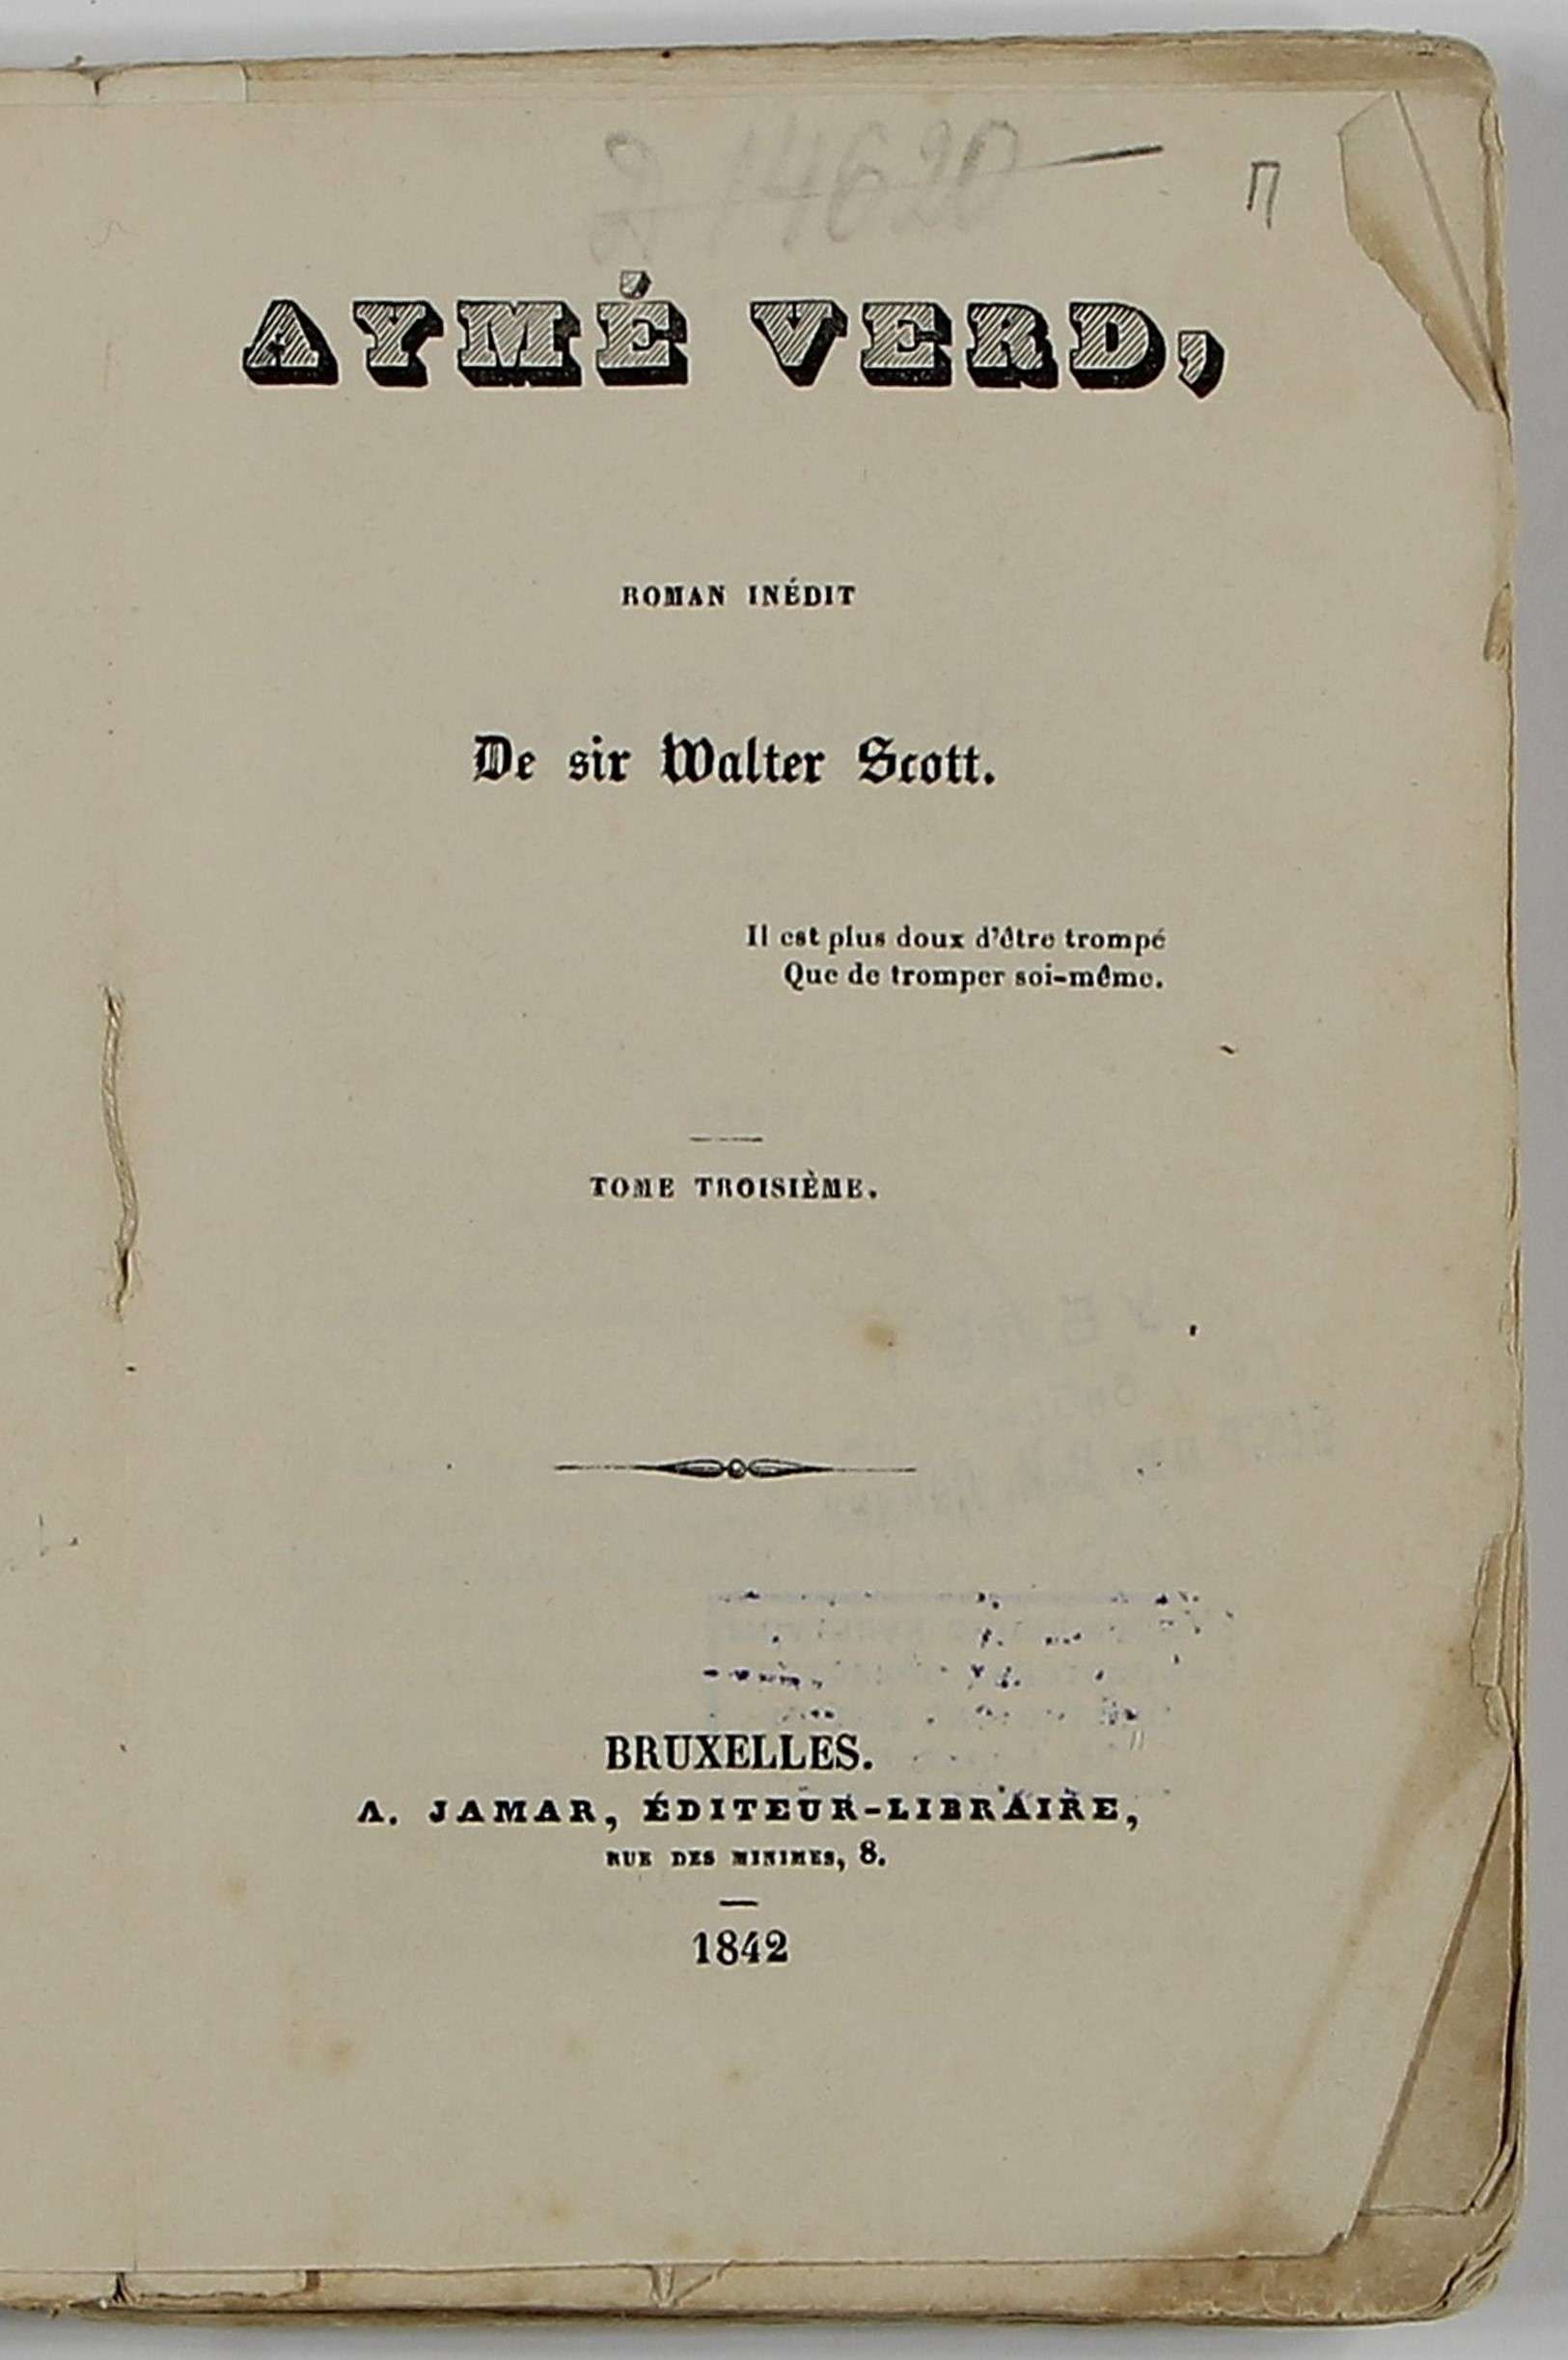 14620
П
AYMÉ VERD,
ROMAN INÉDIT
De sir Walter Scott.
Il est plus doux d'être trompé
Que de tromper soi-même.
TOME TROISIÈME.
BRUXELLES.
A. JAMAR, ÉDITEUR-LIBRAIRE,
RUE DES MINIMES, 8.
1842